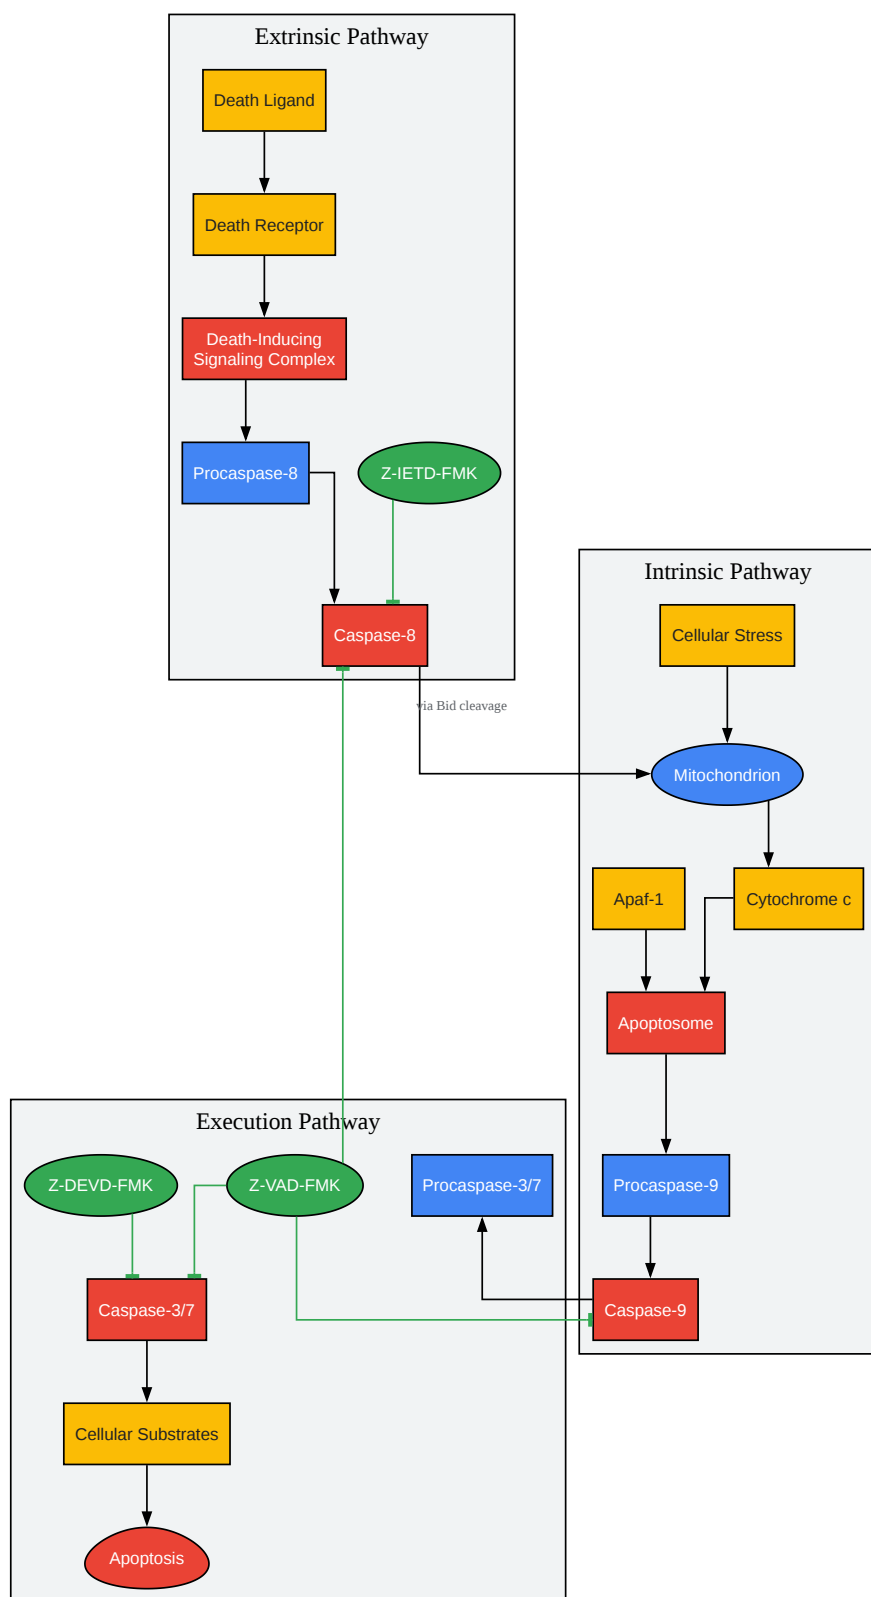 Extrinsic Pathway
Death Ligand
Death Receptor
Death-Inducing
Signaling Complex
Procaspase-8
Z-IETD-FMK
Caspase-8
via Bid cleavage
Intrinsic Pathway
Cellular Stress
Mitochondrion
Apaf-1
Cytochrome c
Apoptosome
Procaspase-9
Caspase-9
Execution Pathway
Z-DEVD-FMK
Z-VAD-FMK
Procaspase-3/7
Caspase-3/7
Cellular Substrates
Apoptosis